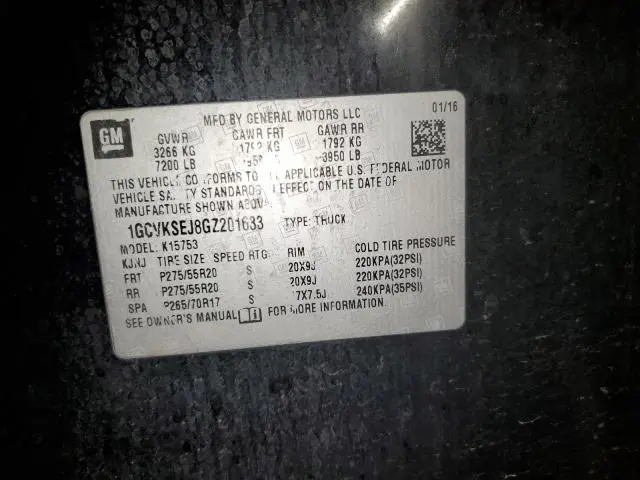 MFD BY GENERAL MOTORS LLC 01/16
GM
GVWR GAWR FRT GAWR RR
3266 KG KG 1792 KG
7200 LB 3950 LB
THIS VEHICLE CONFORMS TO ALL APPLICABLE U.S. FEDERAL MOTOR
VEHICLE SAFETY STANDARDS IN EFFECT ON THE DATE OF
MANUFACTURE SHOWN ABOVE.
1GCVKSEJ8GZ201633 TYPE: TRUCK
MODEL: K15753
TIRE SIZE SPEED RTG RIM COLD TIRE PRESSURE
FRT P275/55R20 S 20X9J 220KPA(32PSI)
RR P275/55R20 S 20X9J 220KPA(32PSI)
SPA P265/70R17 S 17X7.5J 240KPA(35PSI)
SEE OWNER'S MANUAL FOR MORE INFORMATION.